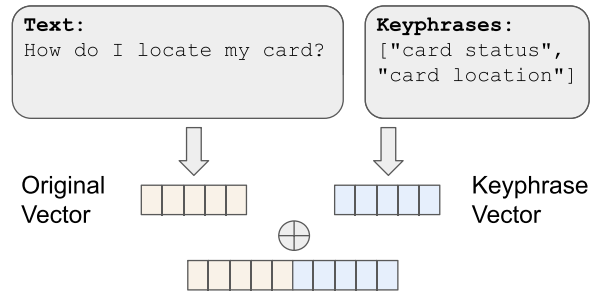 Text:
How do I locate my card?
Keyphrases:
["card status",
"card location"]
Original
Vector
Keyphrase
Vector